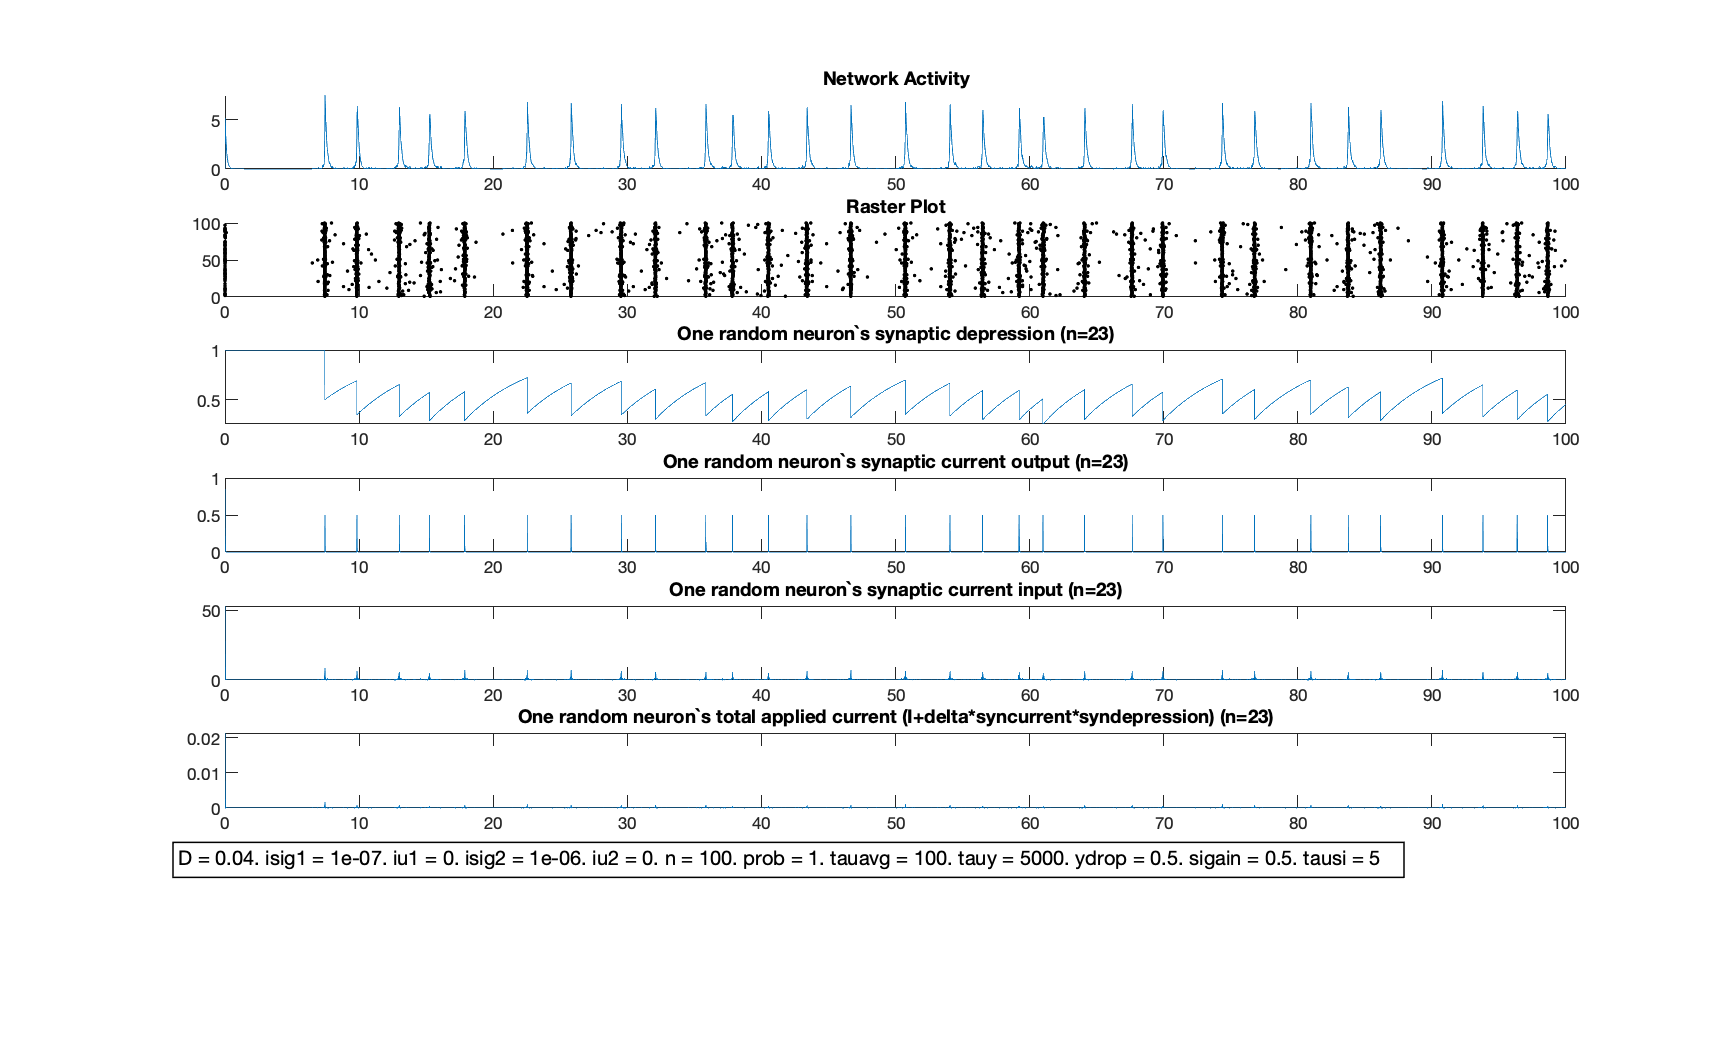 Network Activity
5
0
0 10 20 30 40 50 60 70 80 90 100
Raster Plot
100
50
0
0 10 20 30 40 50 60 70 80 90 100
One random neuron`s synaptic depression (n=23)
1
0.5
0 10 20 30 40 50 60 70 80 90 100
One random neuron`s synaptic current output (n=23)
1
0.5
0
0 10 20 30 40 50 60 70 80 90 100
One random neuron`s synaptic current input (n=23)
50
0
0 10 20 30 40 50 60 70 80 90 100
One random neuron`s total applied current (I+delta*syncurrent*syndepression) (n=23)
0.02
0.01
0
0 10 20 30 40 50 60 70 80 90 100
D = 0.04. isig1 = 1e-07. iu1 = 0. isig2 = 1e-06. iu2 = 0. n = 100. prob = 1. tauavg = 100. tauy = 5000. ydrop = 0.5. sigain = 0.5. tausi = 5